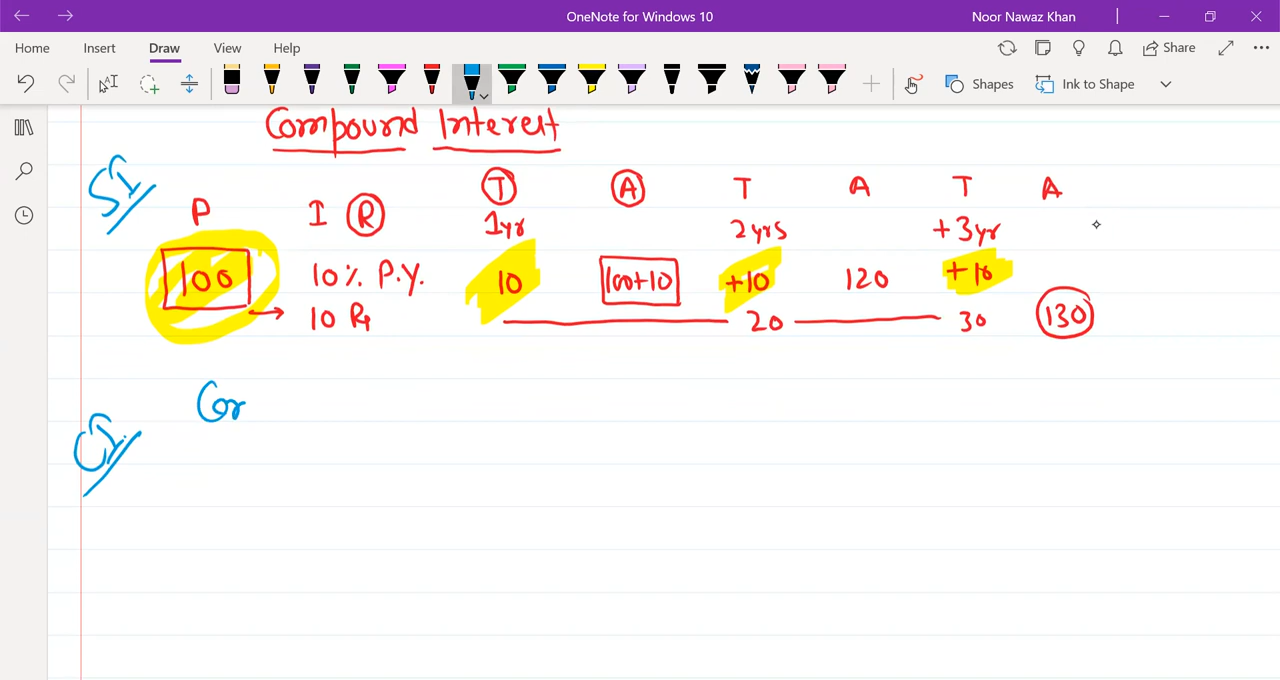 OneNote for Windows 10
Noor Nawaz Khan
Home Insert Draw View Help
Share
Shapes
Ink to Shape
Compound Interest
SI
P I R T A T A T A
1yr 2yrs +3yr
100 10% P.Y. 10 100+10 +10 120 +10
10 Rs 20 30 130
CI